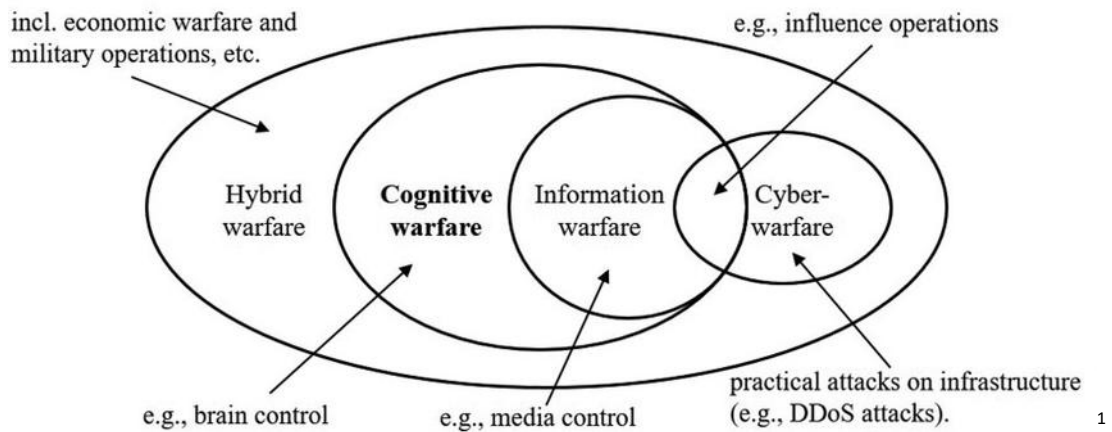 incl. economic warfare and
military operations, etc.
e.g., influence operations
Hybrid
warfare
Cognitive
warfare
Information
warfare
Cyber-
warfare
e.g., brain control
e.g., media control
practical attacks on infrastructure
(e.g., DDoS attacks).
1